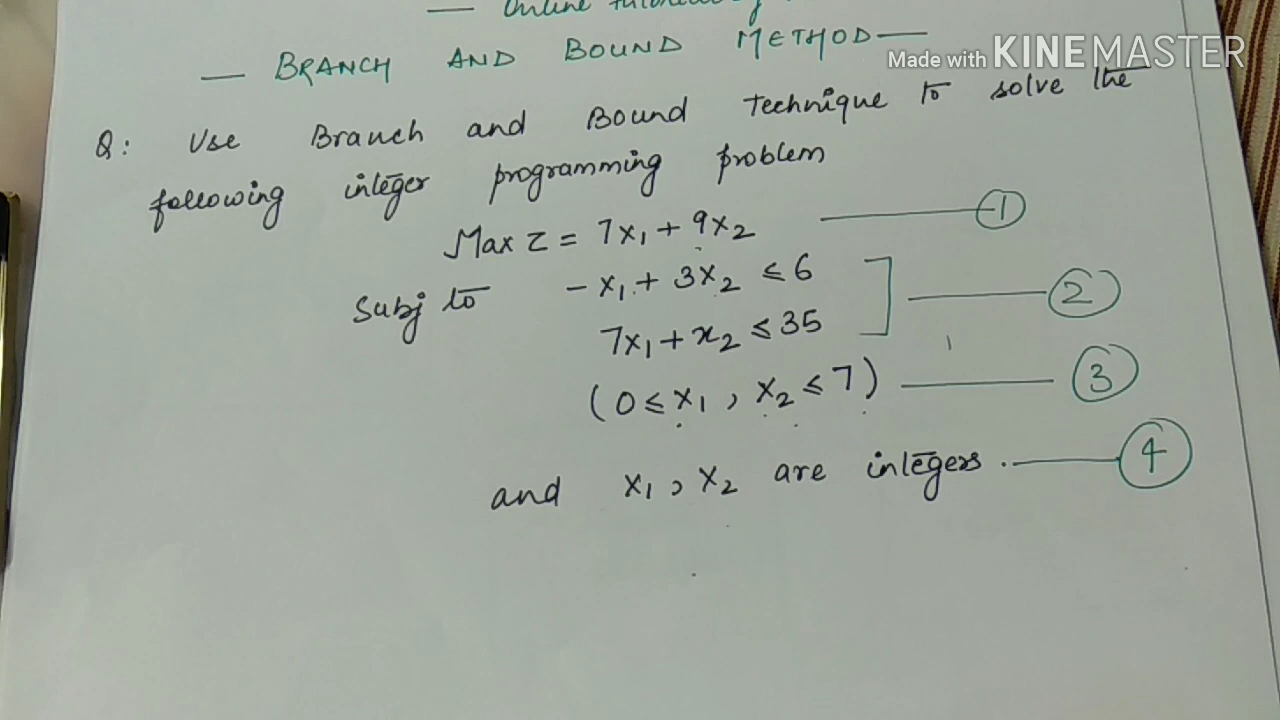 — Online
— BRANCH AND BOUND METHOD —
Made with KINEMASTER
Q: Use Branch and Bound Technique to solve the
following integer programming problem
Max Z = 7x₁ + 9x₂ ——— ①
Subj to - x₁ + 3x₂ ≤ 6
7x₁ + x₂ ≤ 35 ] ——— ②
(0 ≤ x₁, x₂ ≤ 7) ——— ③
and x₁, x₂ are integers. ——— ④